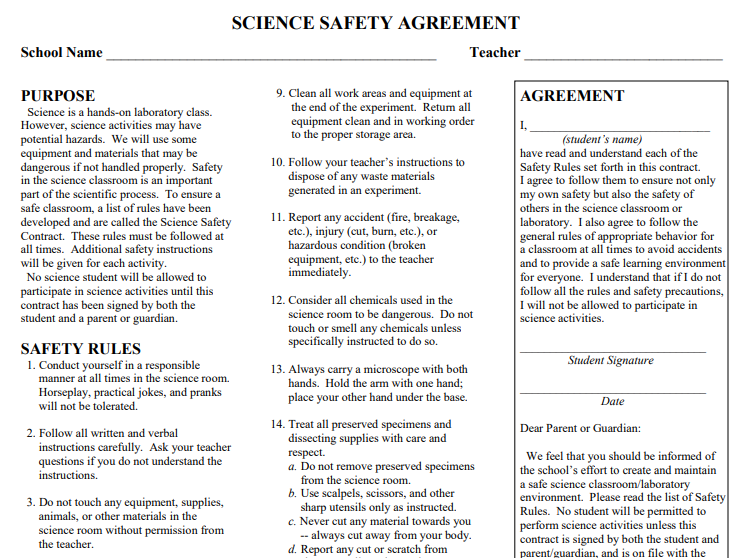 SCIENCE SAFETY AGREEMENT
School Name ____________________ Teacher ____________________
PURPOSE
Science is a hands-on laboratory class.
However, science activities may have
potential hazards. We will use some
equipment and materials that may be
dangerous if not handled properly. Safety
in the science classroom is an important
part of the scientific process. To ensure a
safe classroom, a list of rules have been
developed and are called the Science Safety
Contract. These rules must be followed at
all times. Additional safety instructions
will be given for each activity.
No science student will be allowed to
participate in science activities until this
contract has been signed by both the
student and a parent or guardian.
SAFETY RULES
1. Conduct yourself in a responsible
manner at all times in the science room.
Horseplay, practical jokes, and pranks
will not be tolerated.
2. Follow all written and verbal
instructions carefully. Ask your teacher
questions if you do not understand the
instructions.
3. Do not touch any equipment, supplies,
animals, or other materials in the
science room without permission from
the teacher.
9. Clean all work areas and equipment at
the end of the experiment. Return all
equipment clean and in working order
to the proper storage area.
10. Follow your teacher's instructions to
dispose of any waste materials
generated in an experiment.
11. Report any accident (fire, breakage,
etc.), injury (cut, burn, etc.), or
hazardous condition (broken
equipment, etc.) to the teacher
immediately.
12. Consider all chemicals used in the
science room to be dangerous. Do not
touch or smell any chemicals unless
specifically instructed to do so.
13. Always carry a microscope with both
hands. Hold the arm with one hand;
place your other hand under the base.
14. Treat all preserved specimens and
dissecting supplies with care and
respect.
a. Do not remove preserved specimens
from the science room.
b. Use scalpels, scissors, and other
sharp utensils only as instructed.
c. Never cut any material towards you
-- always cut away from your body.
d. Report any cut or scratch from
AGREEMENT
I, ____________________
(student's name)
have read and understand each of the
Safety Rules set forth in this contract.
I agree to follow them to ensure not only
my own safety but also the safety of
others in the science classroom or
laboratory. I also agree to follow the
general rules of appropriate behavior for
a classroom at all times to avoid accidents
and to provide a safe learning environment
for everyone. I understand that if I do not
follow all the rules and safety precautions,
I will not be allowed to participate in
science activities.
Student Signature
Date
Dear Parent or Guardian:
We feel that you should be informed of
the school's effort to create and maintain
a safe science classroom/laboratory
environment. Please read the list of Safety
Rules. No student will be permitted to
perform science activities unless this
contract is signed by both the student and
parent/guardian, and is on file with the